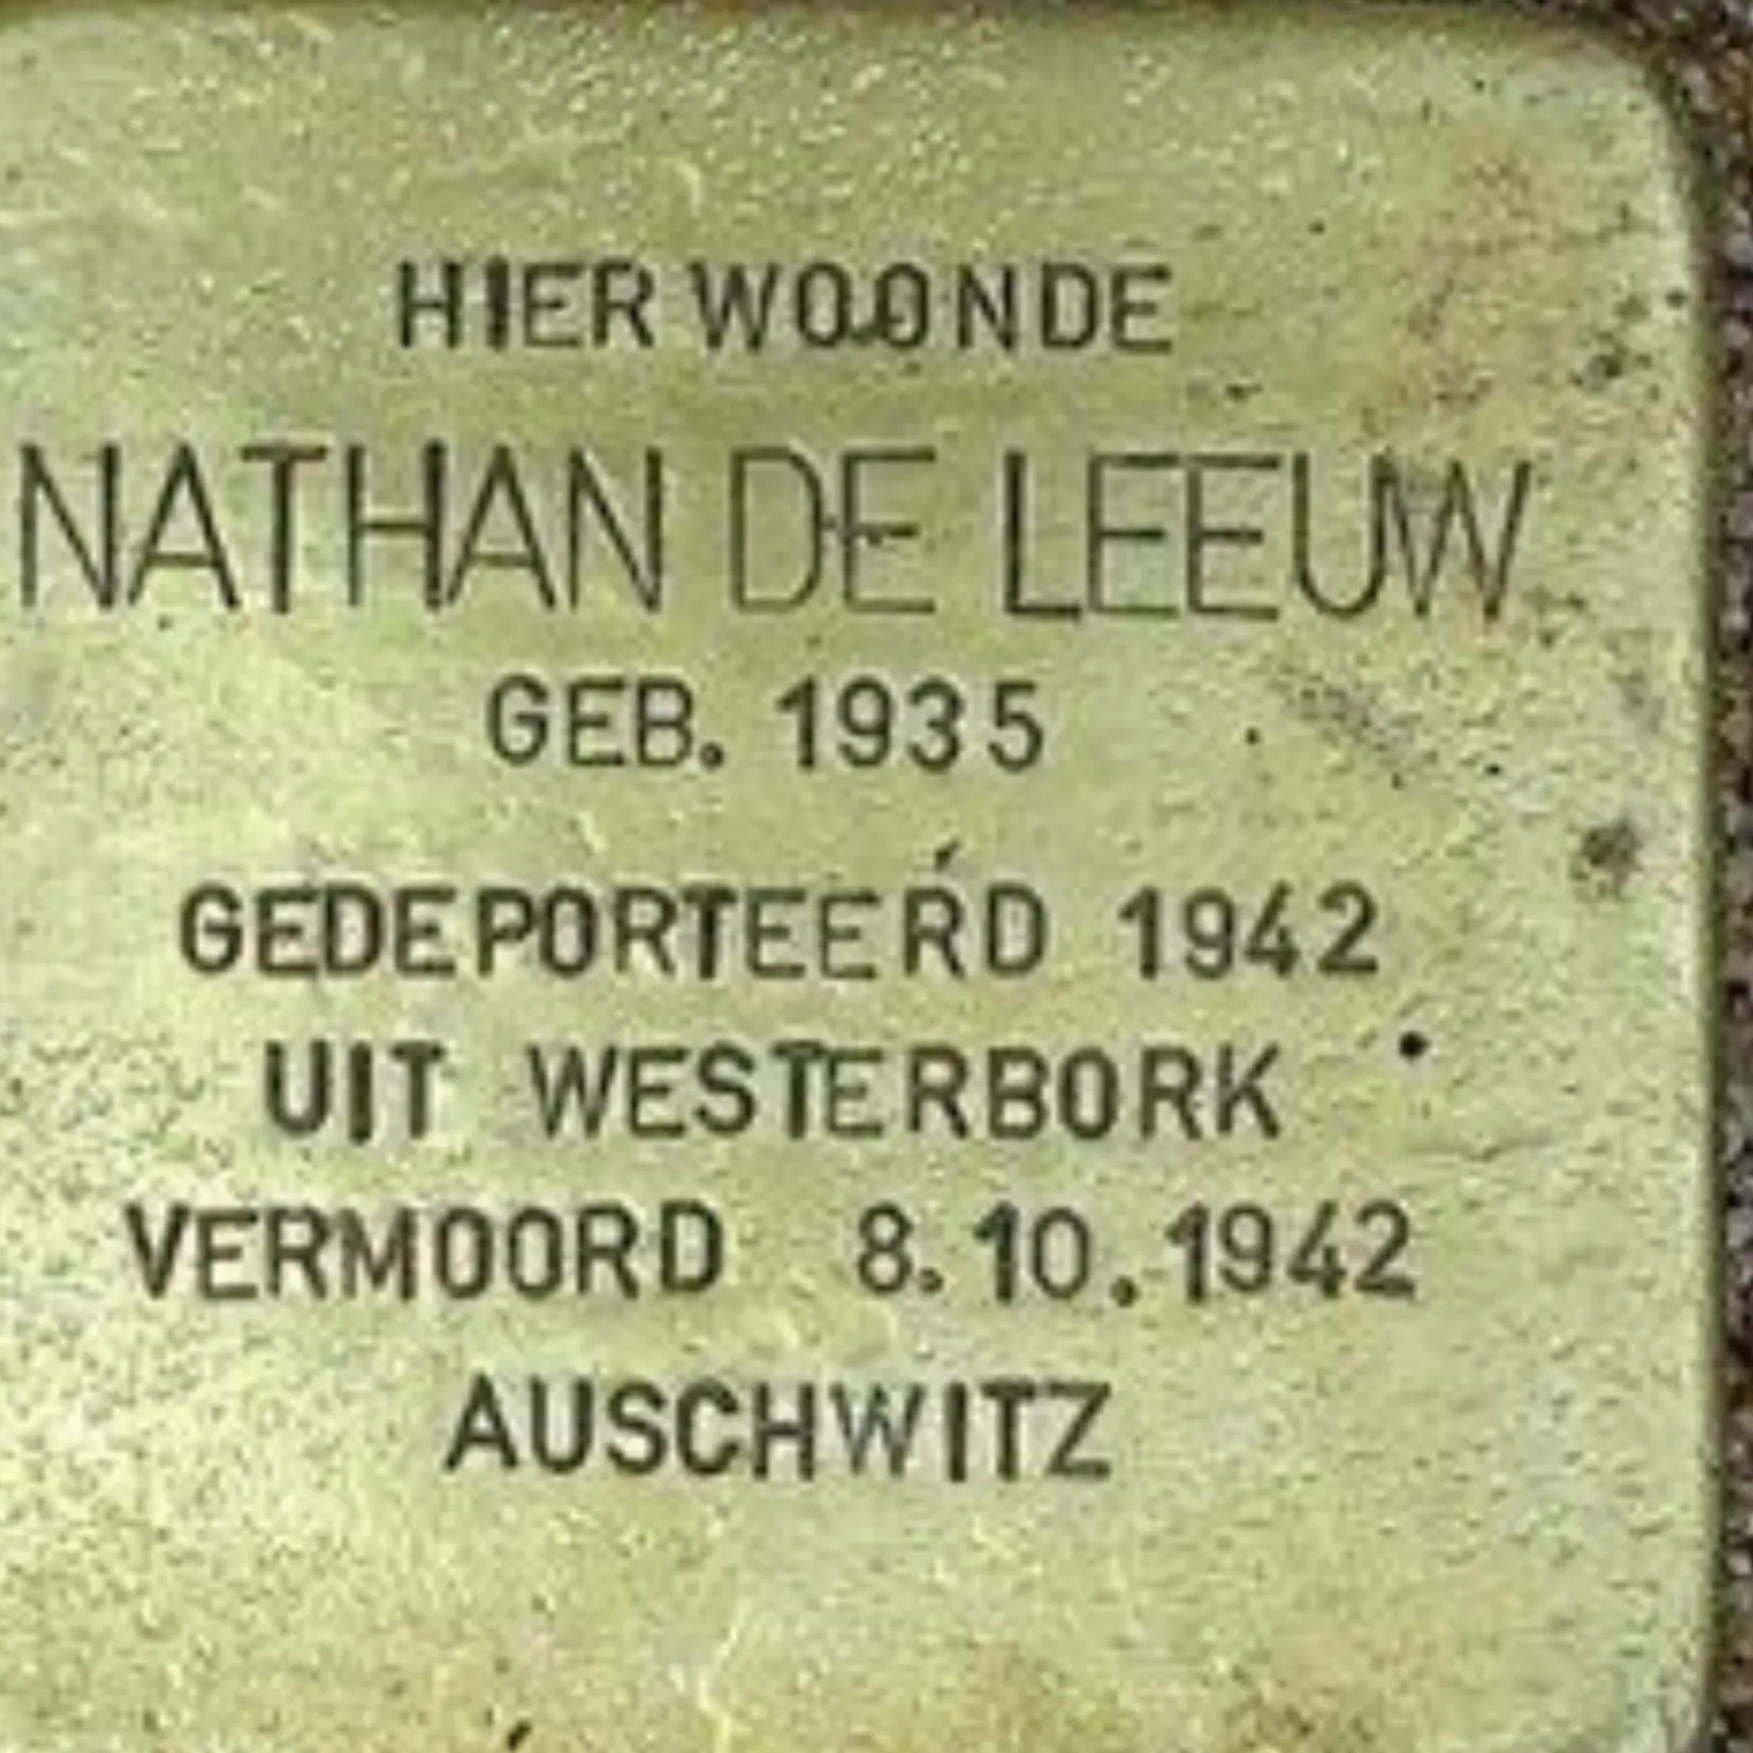 HIER WOONDE
NATHAN DE LEEUW
GEB. 1935
GEDEPORTEERD 1942
UIT WESTERBORK
VERMOORD 8.10.1942
AUSCHWITZ